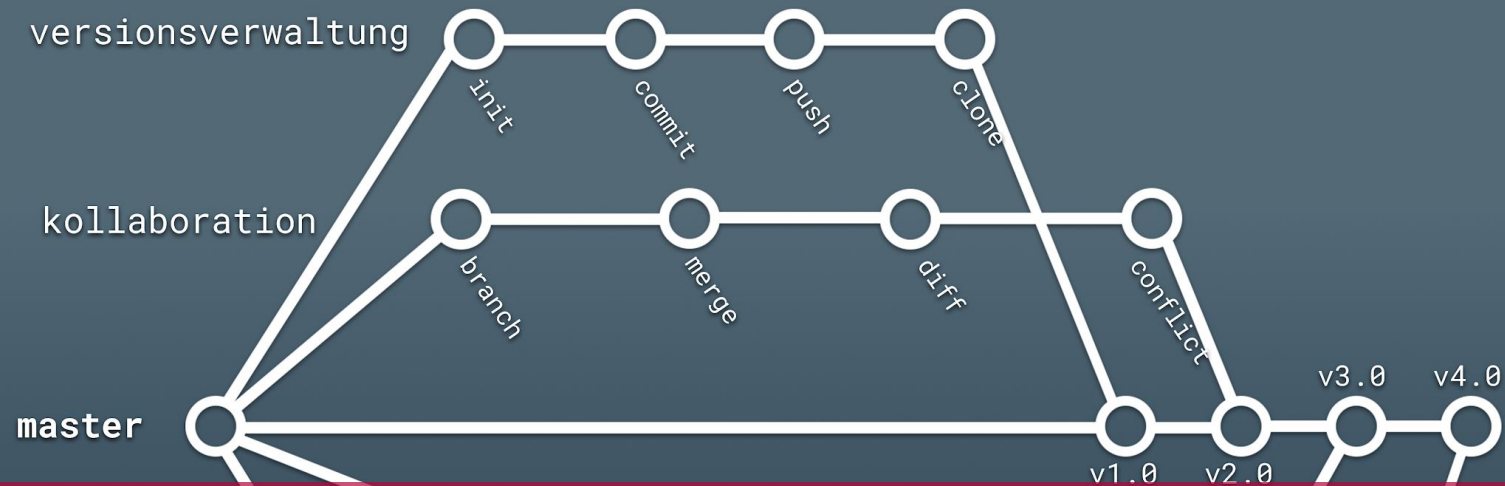 versionsverwaltung
init
commit
push
clone
kollaboration
branch
merge
diff
conflict
v3.0
v4.0
master
v1.0
v2.0